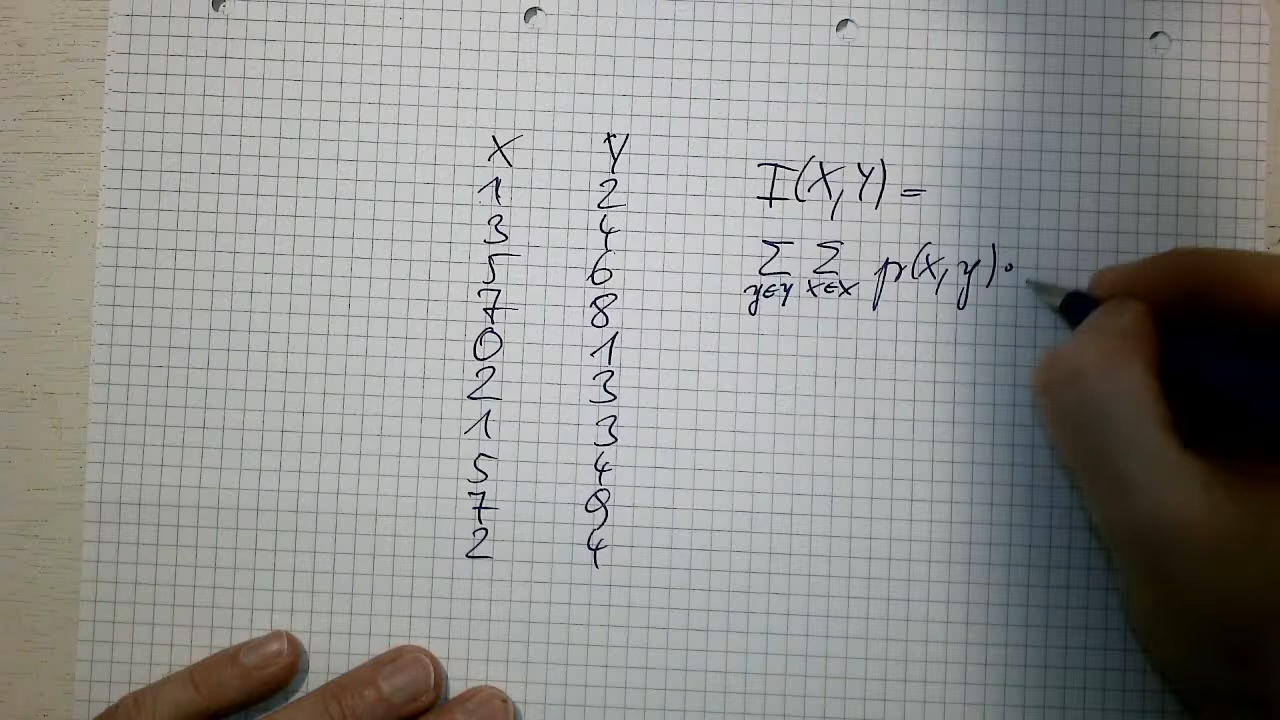 X Y
1 2
3 4
5 6
7 8
0 1
2 3
1 3
5 4
7 9
2 4
I(X,Y) =
∑ ∑ p(x,y) ·
y∈Y x∈X